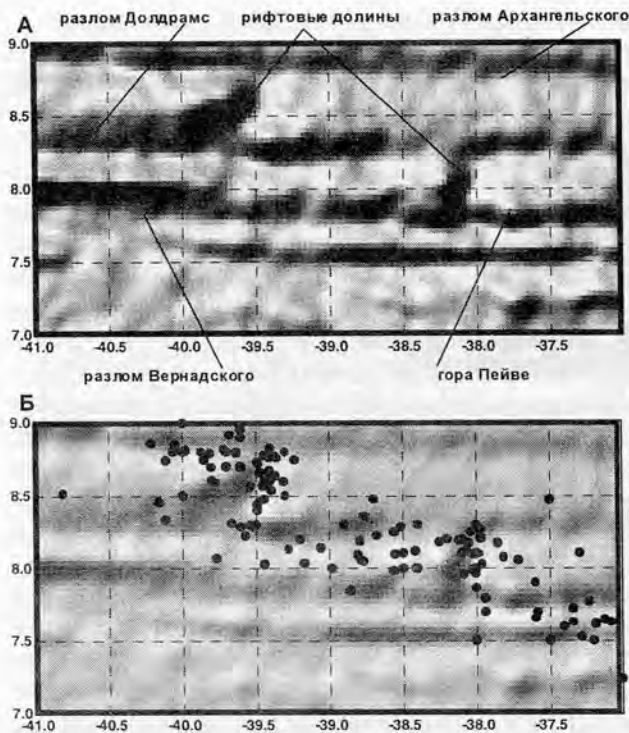 разлом Долдрамс рифтовые долины разлом Архангельского
А
9.0
8.5
8.0
7.5
7.0
-41.0 -40.5 -40.0 -39.5 -39.0 -38.5 -38.0 -37.5
разлом Вернадского гора Пейве
Б
9.0
8.5
8.0
7.5
7.0
-41.0 -40.5 -40.0 -39.5 -39.0 -38.5 -38.0 -37.5